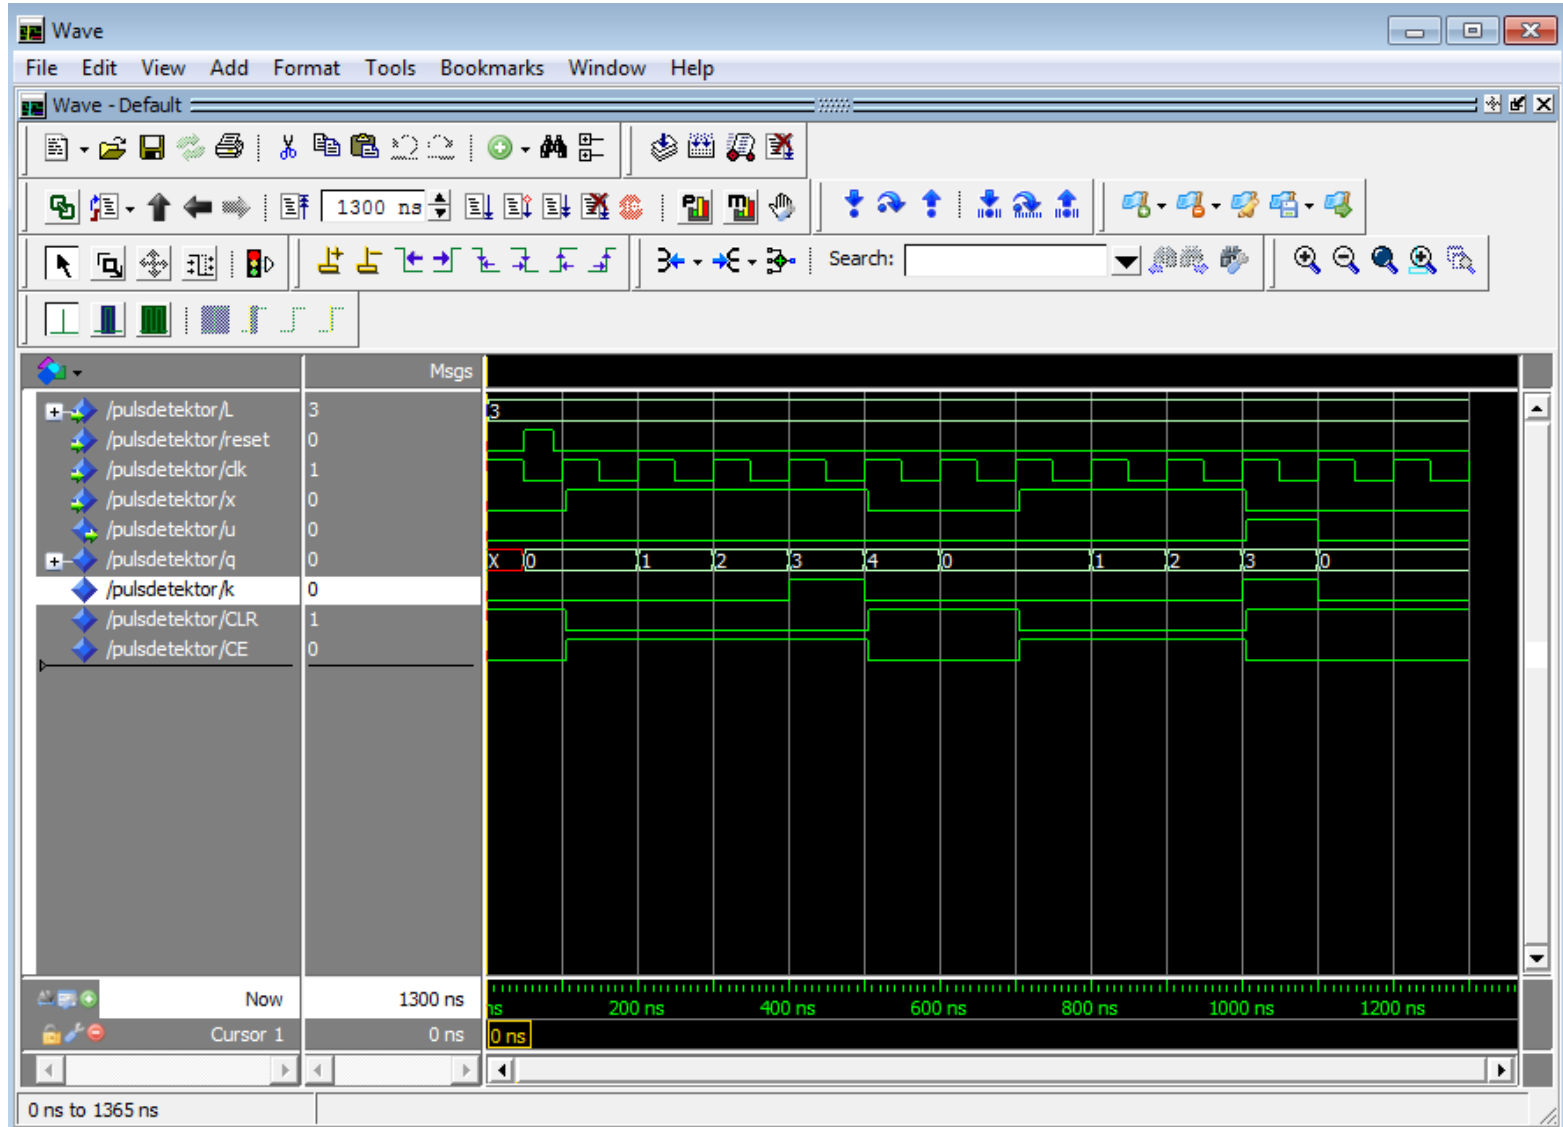 Wave
File Edit View Add Format Tools Bookmarks Window Help
Wave - Default
1300 ns
Search:
Msgs
/pulsdetektor/L 3 3
/pulsdetektor/reset 0
/pulsdetektor/clk 1
/pulsdetektor/x 0
/pulsdetektor/u 0
/pulsdetektor/q 0 X 0 1 2 3 4 0 1 2 3 0
/pulsdetektor/k 0
/pulsdetektor/CLR 1
/pulsdetektor/CE 0
Now 1300 ns ns 200 ns 400 ns 600 ns 800 ns 1000 ns 1200 ns
Cursor 1 0 ns 0 ns
0 ns to 1365 ns